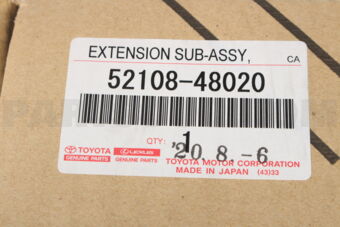 EXTENSION SUB-ASSY,
CA
52108-48020
QTY: 1
'20 8.-6
TOYOTA
GENUINE PARTS
LEXUS
GENUINE PARTS
TOYOTA MOTOR CORPORATION
MADE IN JAPAN (43)33